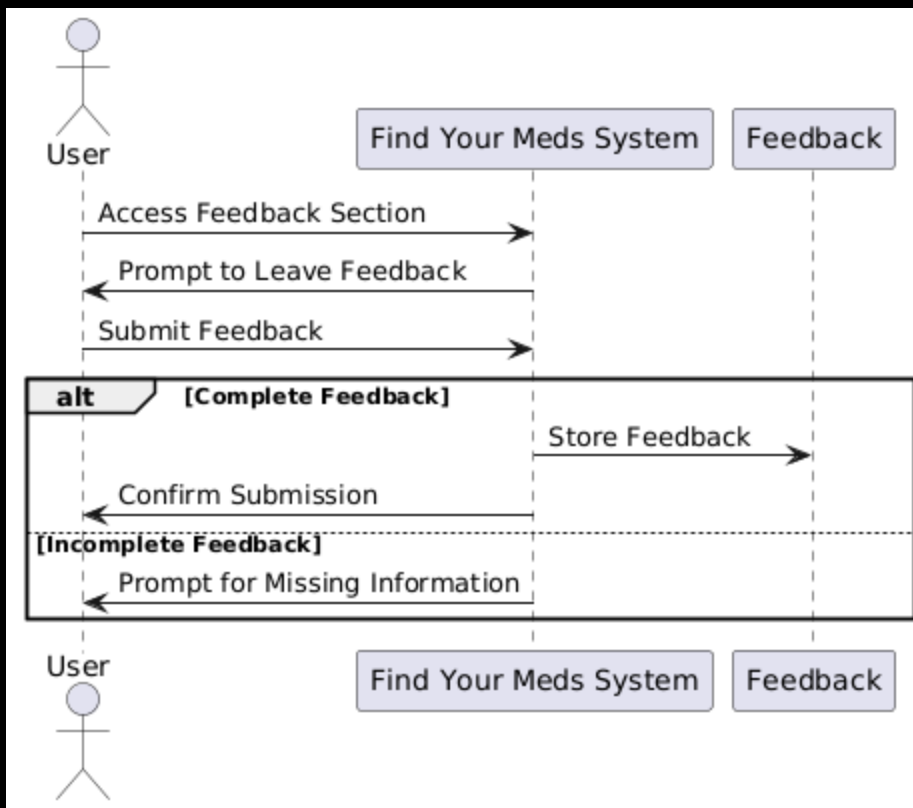 User
Find Your Meds System
Feedback
Access Feedback Section
Prompt to Leave Feedback
Submit Feedback
alt
[Complete Feedback]
Store Feedback
Confirm Submission
[Incomplete Feedback]
Prompt for Missing Information
User
Find Your Meds System
Feedback